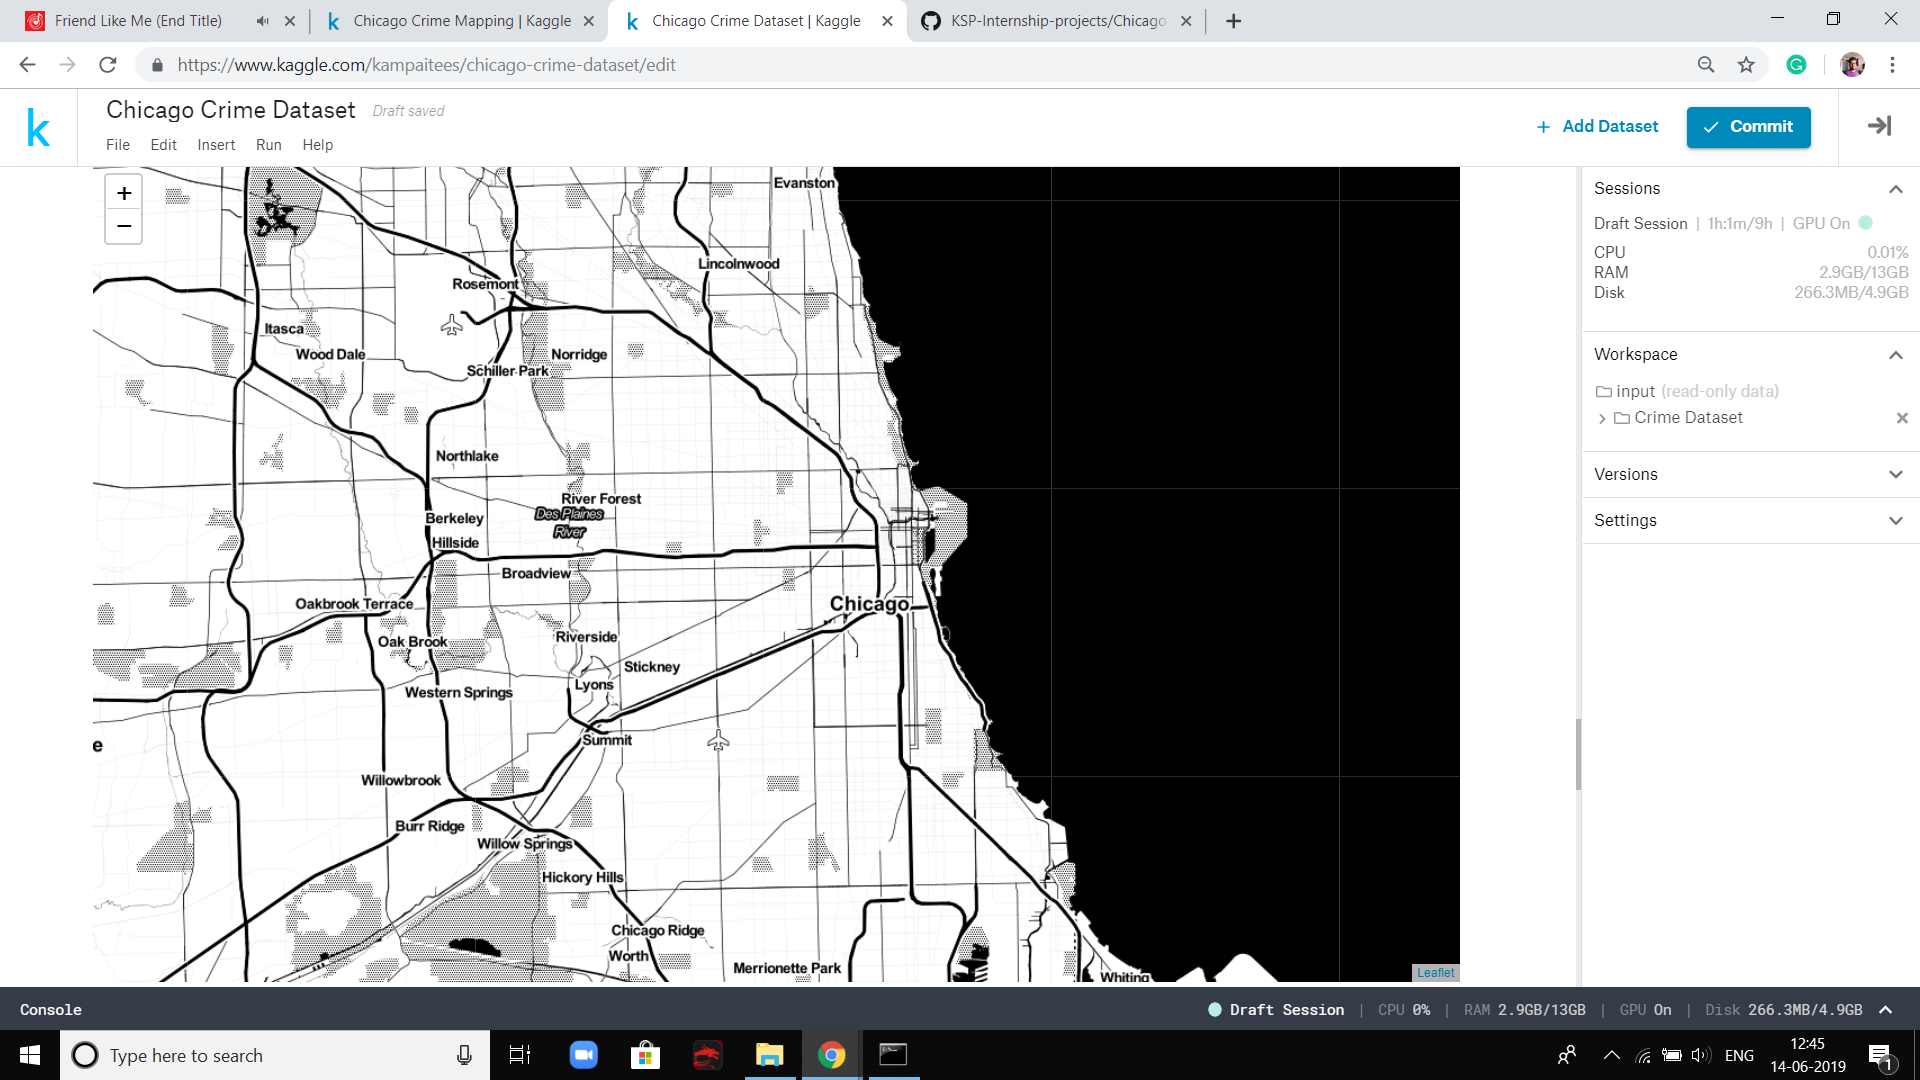 Friend Like Me (End Title)
Chicago Crime Mapping | Kaggle
Chicago Crime Dataset | Kaggle
KSP-Internship-projects/Chicago
https://www.kaggle.com/kampaitees/chicago-crime-dataset/edit
k
Chicago Crime Dataset
Draft saved
File Edit Insert Run Help
+ Add Dataset
Commit
+
−
Evanston
Lincolnwood
Rosemont
Itasca
Wood Dale
Norridge
Schiller Park
Northlake
River Forest
Des Plaines
River
Berkeley
Hillside
Broadview
Oakbrook Terrace
Chicago
Oak Brook
Riverside
Stickney
Lyons
Western Springs
Summit
e
Willowbrook
Burr Ridge
Willow Springs
Hickory Hills
Chicago Ridge
Worth
Merrionette Park
Whiting
Leaflet
Sessions
Draft Session | 1h:1m/9h | GPU On
CPU 0.01%
RAM 2.9GB/13GB
Disk 266.3MB/4.9GB
Workspace
input (read-only data)
Crime Dataset
Versions
Settings
Console
Draft Session | CPU 0% | RAM 2.9GB/13GB | GPU On | Disk 266.3MB/4.9GB
Type here to search
ENG
12:45
14-06-2019
1